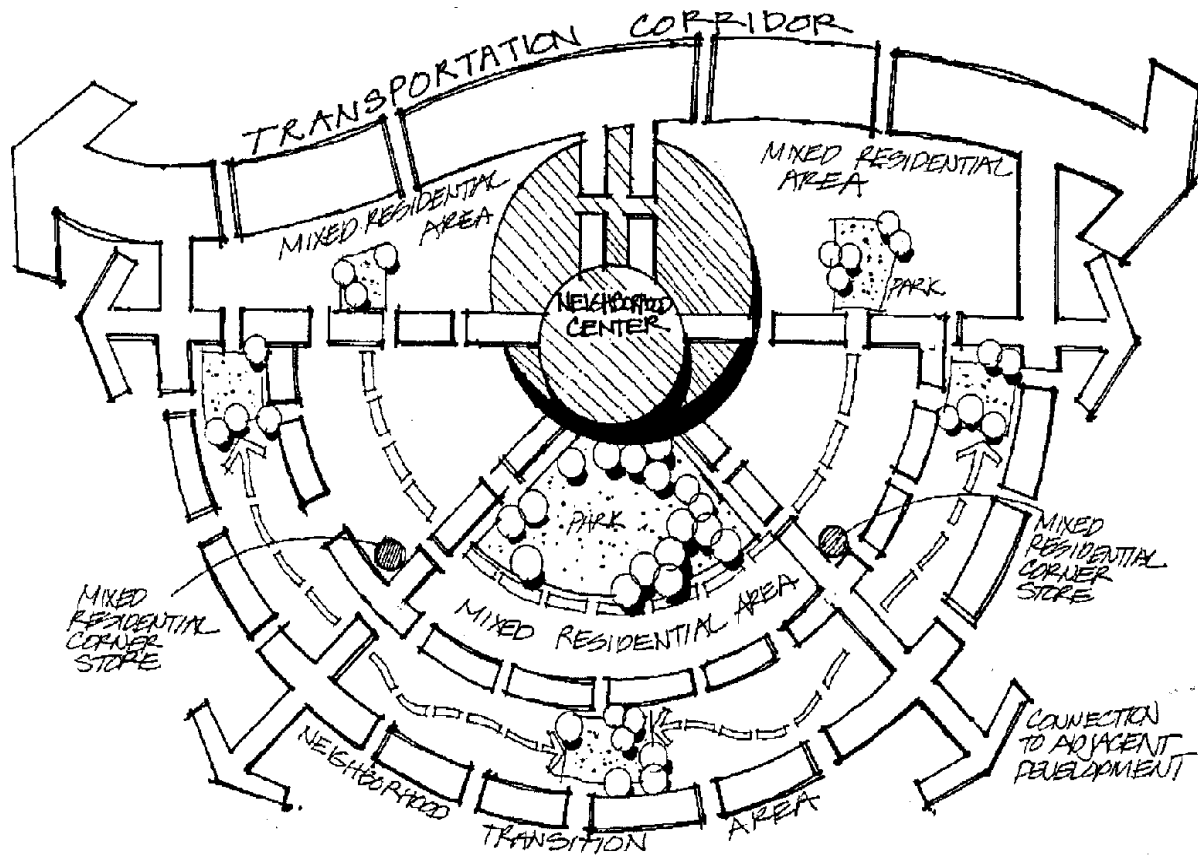 TRANSPORTATION CORRIDOR
MIXED RESIDENTIAL
AREA
MIXED RESIDENTIAL
AREA
PARK
NEIGHBORHOOD
CENTER
PARK
MIXED RESIDENTIAL AREA
MIXED
RESIDENTIAL
CORNER
STORE
MIXED
RESIDENTIAL
CORNER
STORE
NEIGHBORHOOD TRANSITION AREA
CONNECTION
TO ADJACENT
DEVELOPMENT